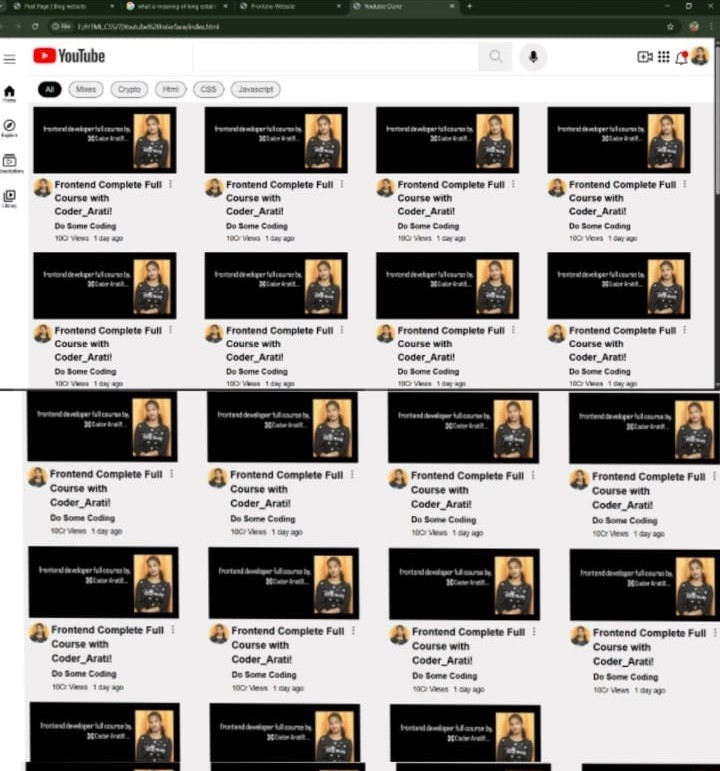 Post Page | Blog website
Frontcw Website
Youtube Clone
File
YouTube
All Mixes Crypto Html CSS Javascript
Home
Explore
Library
frontend developer full course by, frontend developer full course by, frontend developer full course by, frontend developer full course by,
⌘Coder Arati!!... ⌘Coder Arati!!... ⌘Coder Arati!!... ⌘Coder Arati!!...
Frontend Complete Full Frontend Complete Full Frontend Complete Full Frontend Complete Full
Course with Course with Course with Course with
Coder_Arati! Coder_Arati! Coder_Arati! Coder_Arati!
Do Some Coding Do Some Coding Do Some Coding Do Some Coding
10Cr Views 1 day ago 10Cr Views 1 day ago 10Cr Views 1 day ago 10Cr Views 1 day ago
frontend developer full course by, frontend developer full course by, frontend developer full course by, frontend developer full course by,
⌘Coder Arati!!... ⌘Coder Arati!!... ⌘Coder Arati!!... ⌘Coder Arati!!...
Frontend Complete Full Frontend Complete Full Frontend Complete Full Frontend Complete Full
Course with Course with Course with Course with
Coder_Arati! Coder_Arati! Coder_Arati! Coder_Arati!
Do Some Coding Do Some Coding Do Some Coding Do Some Coding
10Cr Views 1 day ago 10Cr Views 1 day ago 10Cr Views 1 day ago 10Cr Views 1 day ago
frontend developer full course by, frontend developer full course by, frontend developer full course by, frontend developer full course by,
⌘Coder Arati!!... ⌘Coder Arati!!... ⌘Coder Arati!!... ⌘Coder Arati!!...
Frontend Complete Full Frontend Complete Full Frontend Complete Full Frontend Complete Full
Course with Course with Course with Course with
Coder_Arati! Coder_Arati! Coder_Arati! Coder_Arati!
Do Some Coding Do Some Coding Do Some Coding Do Some Coding
10Cr Views 1 day ago 10Cr Views 1 day ago 10Cr Views 1 day ago 10Cr Views 1 day ago
frontend developer full course by, frontend developer full course by, frontend developer full course by, frontend developer full course by,
⌘Coder Arati!!... ⌘Coder Arati!!... ⌘Coder Arati!!... ⌘Coder Arati!!...
Frontend Complete Full Frontend Complete Full Frontend Complete Full Frontend Complete Full
Course with Course with Course with Course with
Coder_Arati! Coder_Arati! Coder_Arati! Coder_Arati!
Do Some Coding Do Some Coding Do Some Coding Do Some Coding
10Cr Views 1 day ago 10Cr Views 1 day ago 10Cr Views 1 day ago 10Cr Views 1 day ago
frontend developer full course by, frontend developer full course by, frontend developer full course by,
⌘Coder Arati!!... ⌘Coder Arati!!... ⌘Coder Arati!!...